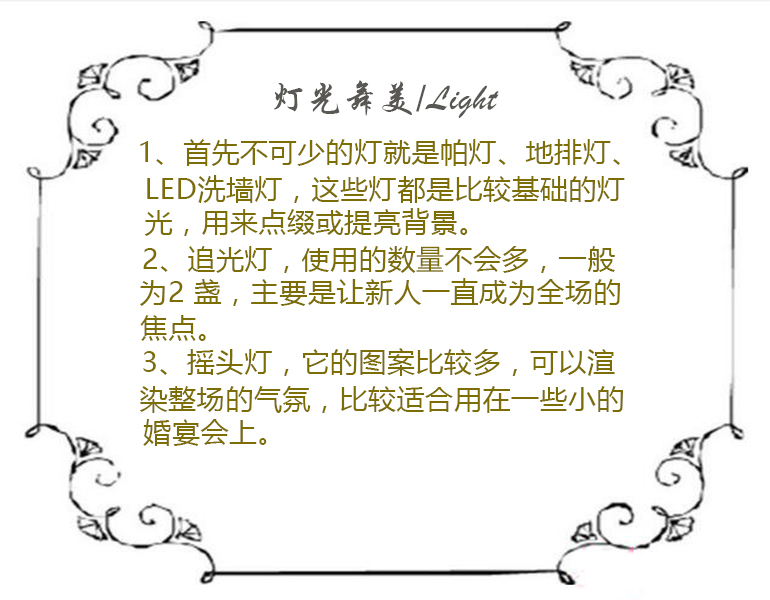 灯光舞美/Light
1、首先不可少的灯就是帕灯、地排灯、
LED洗墙灯，这些灯都是比较基础的灯
光，用来点缀或提亮背景。
2、追光灯，使用的数量不会多，一般
为2 盏，主要是让新人一直成为全场的
焦点。
3、摇头灯，它的图案比较多，可以渲
染整场的气氛，比较适合用在一些小的
婚宴会上。